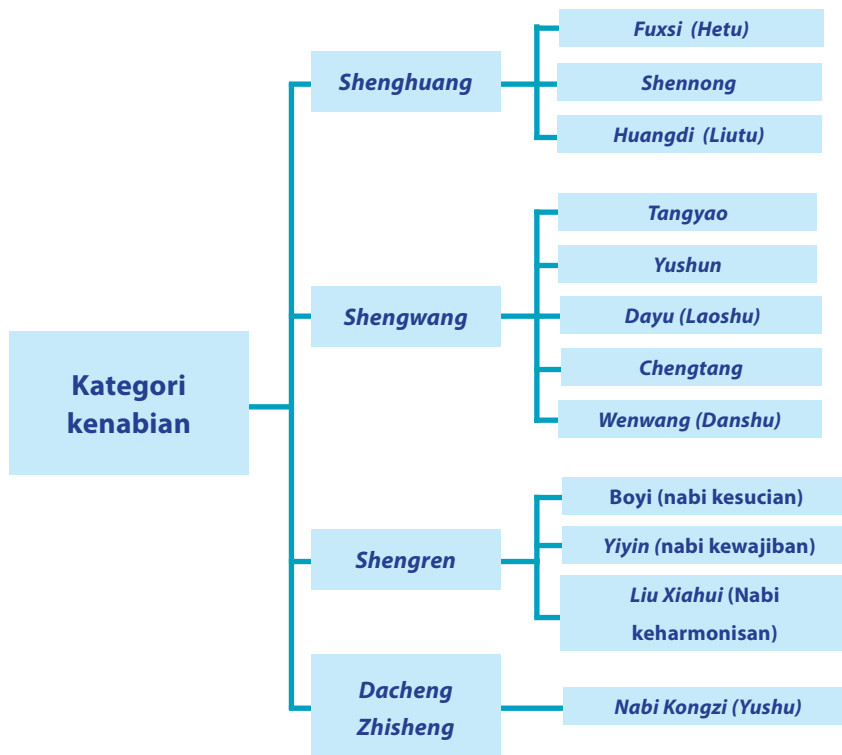 Kategori
kenabian
Shenghuang
Fuxsi (Hetu)
Shennong
Huangdi (Liutu)
Shengwang
Tangyao
Yushun
Dayu (Laoshu)
Chengtang
Wenwang (Danshu)
Shengren
Boyi (nabi kesucian)
Yiyin (nabi kewajiban)
Liu Xiahui (Nabi
keharmonisan)
Dacheng
Zhisheng
Nabi Kongzi (Yushu)